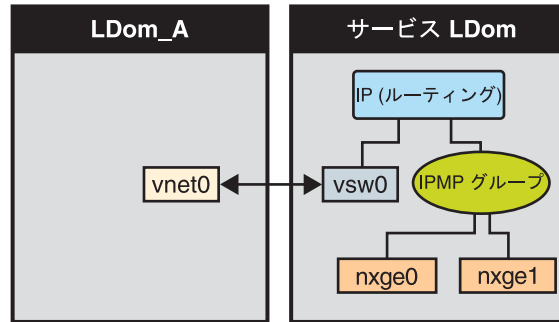 LDom_A
サービス LDom
IP (ルーティング)
vnet0
vsw0
IPMP グループ
nxge0
nxge1